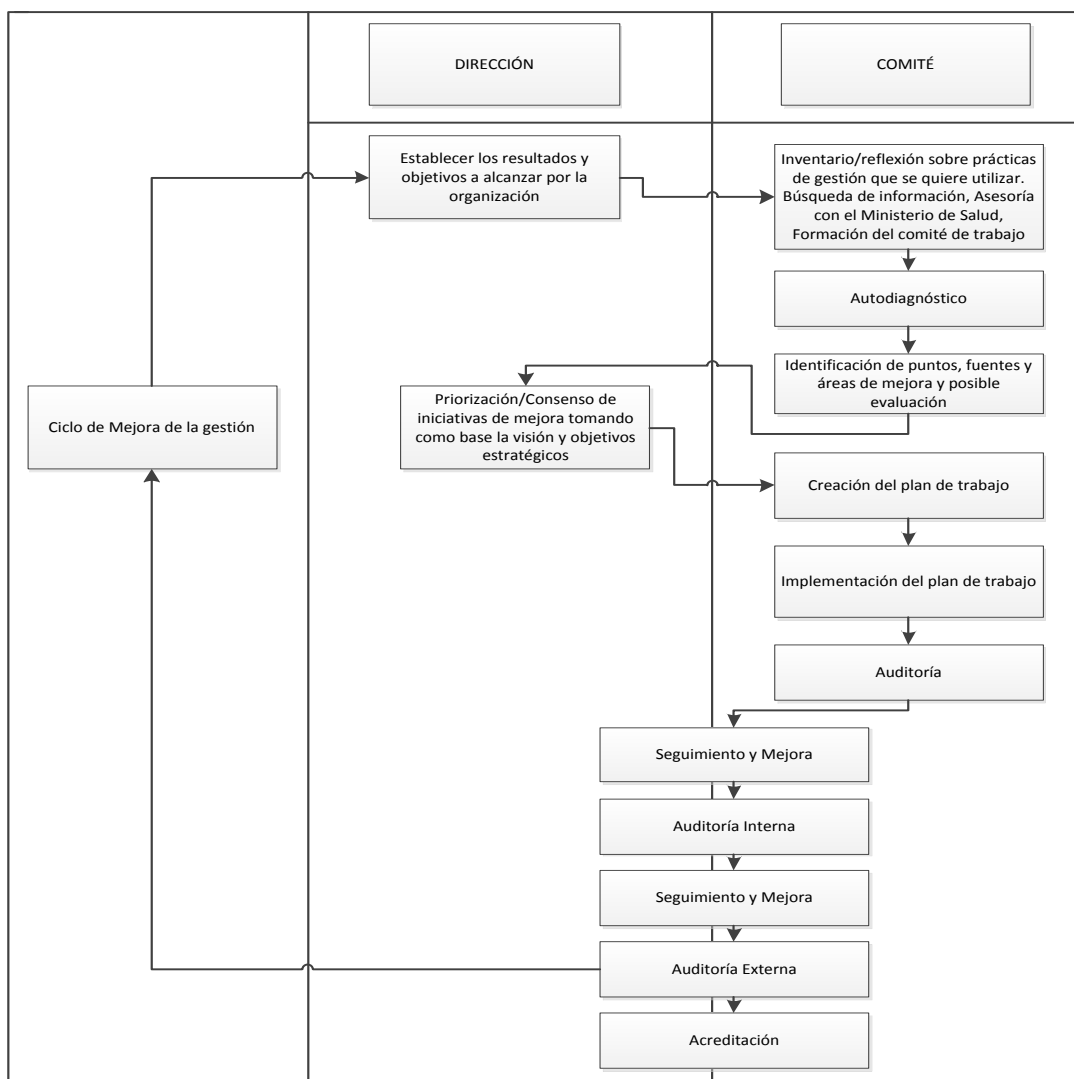 DIRECCIÓN
COMITÉ
Establecer los resultados y
objetivos a alcanzar por la
organización
Inventario/reflexión sobre prácticas
de gestión que se quiere utilizar.
Búsqueda de información, Asesoría
con el Ministerio de Salud,
Formación del comité de trabajo
Autodiagnóstico
Identificación de puntos, fuentes y
áreas de mejora y posible
evaluación
Ciclo de Mejora de la gestión
Priorización/Consenso de
iniciativas de mejora tomando
como base la visión y objetivos
estratégicos
Creación del plan de trabajo
Implementación del plan de trabajo
Auditoría
Seguimiento y Mejora
Auditoría Interna
Seguimiento y Mejora
Auditoría Externa
Acreditación